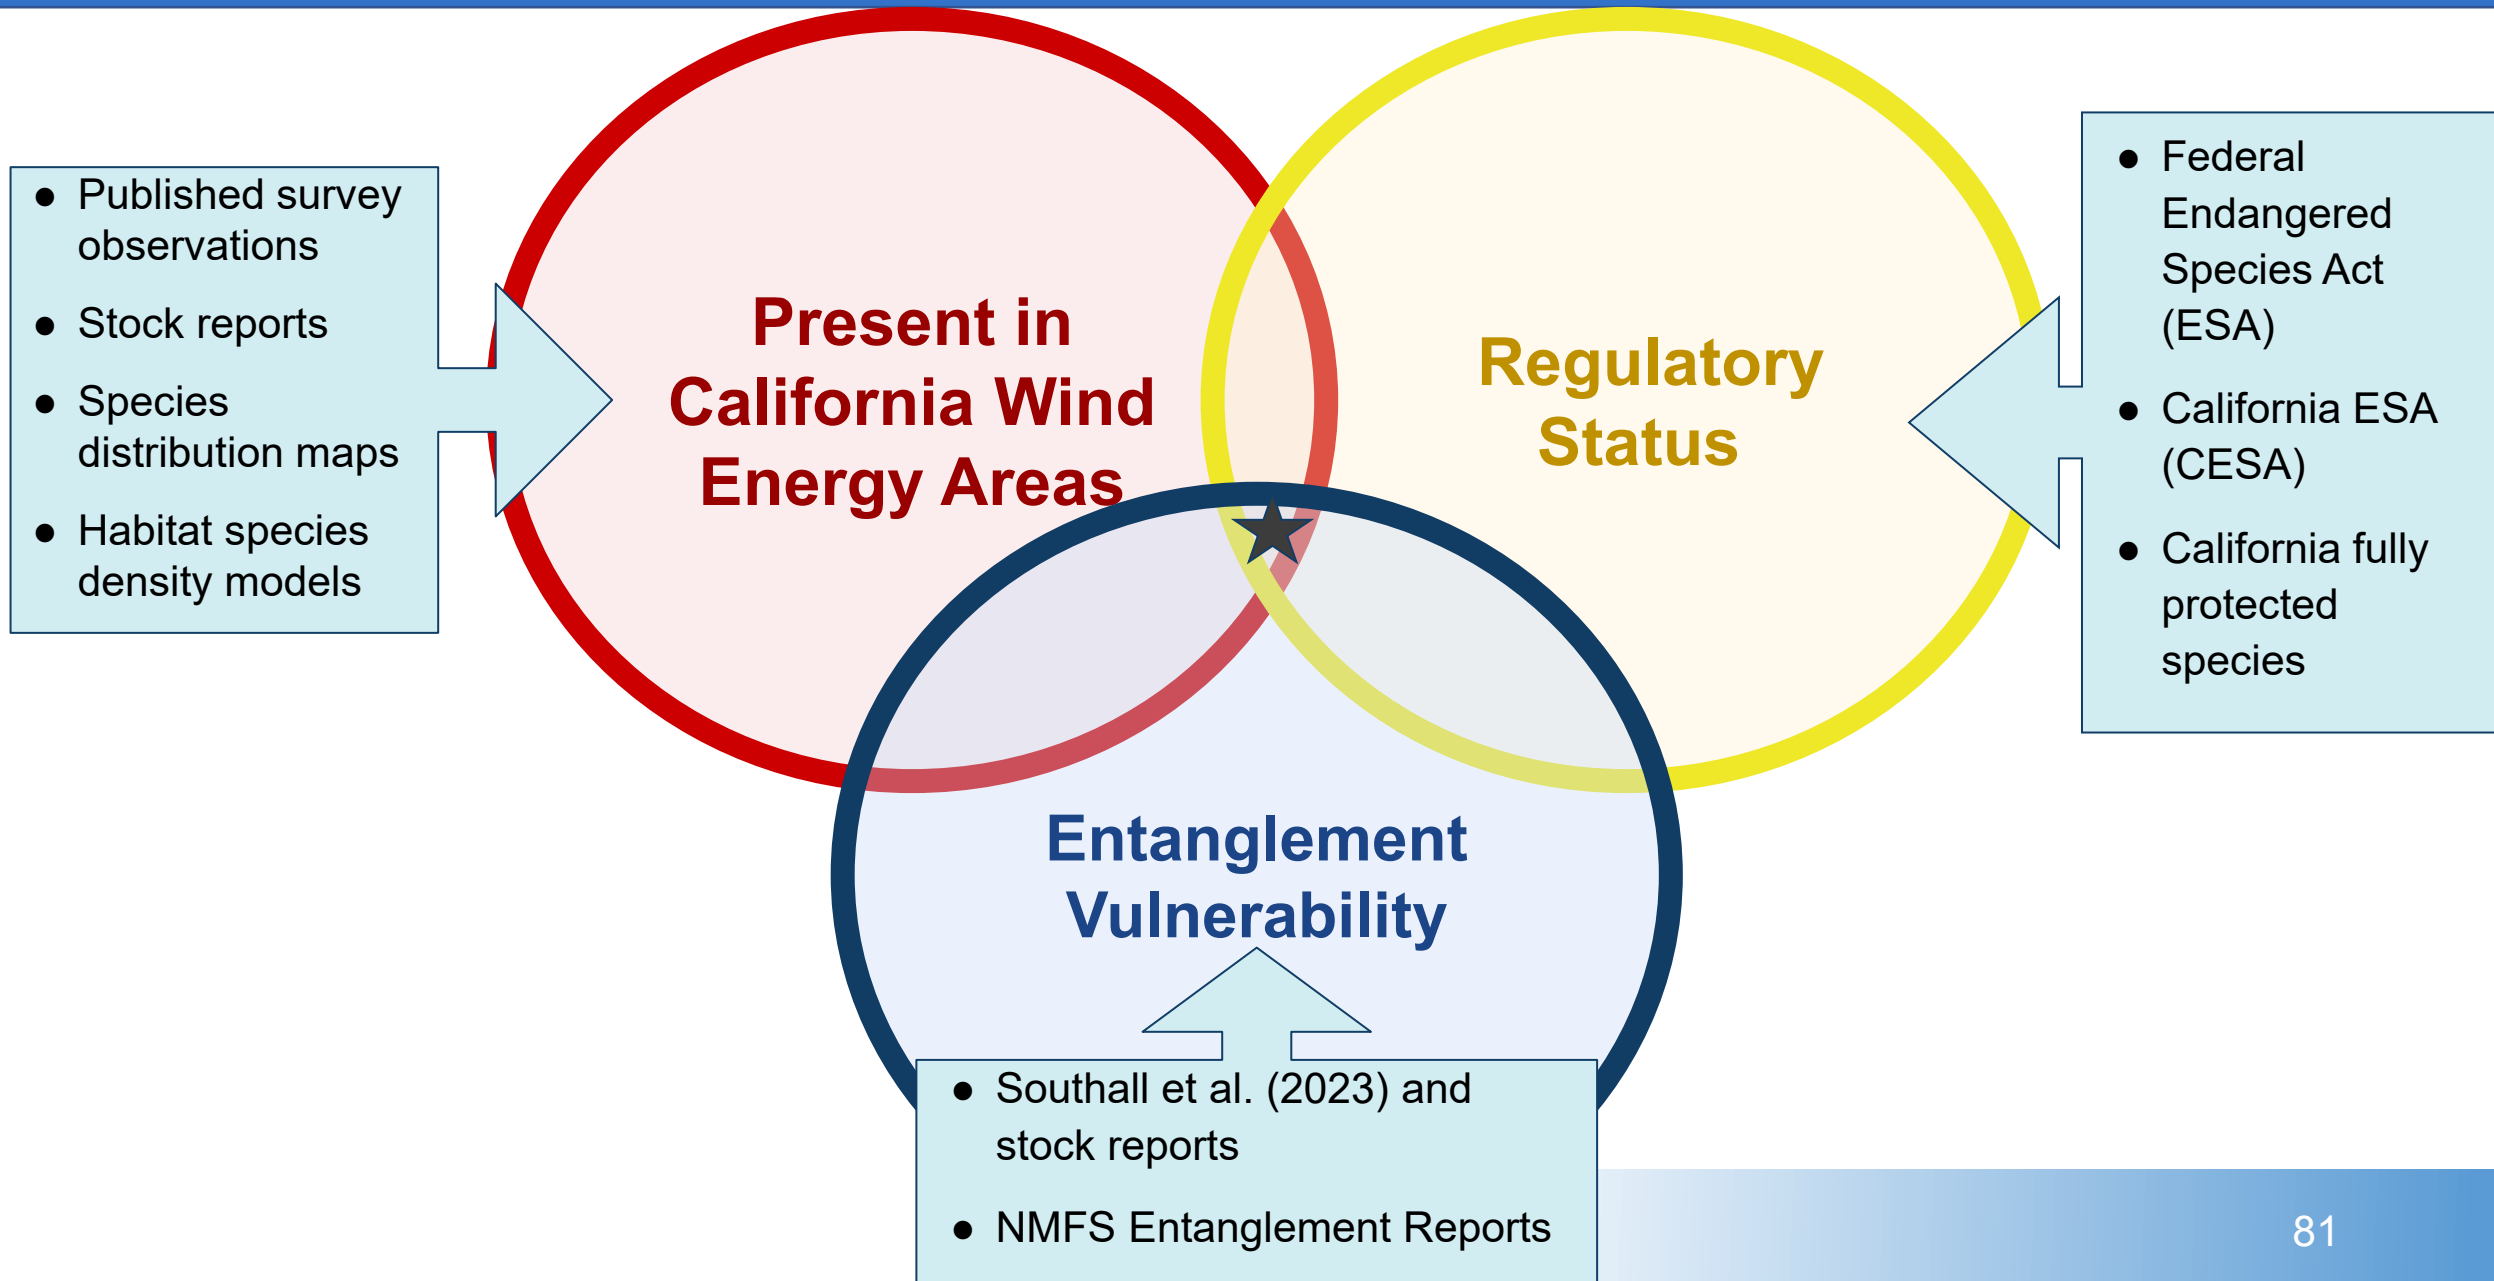 ● Published survey
observations
● Stock reports
● Species
distribution maps
● Habitat species
density models
Present in
California Wind
Energy Areas
Regulatory
Status
● Federal
Endangered
Species Act
(ESA)
● California ESA
(CESA)
● California fully
protected
species
Entanglement
Vulnerability
● Southall et al. (2023) and
stock reports
● NMFS Entanglement Reports
81